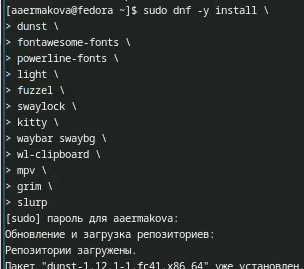 [aaermakova@fedora ~]$ sudo dnf -y install \
> dunst \
> fontawesome-fonts \
> powerline-fonts \
> light \
> fuzzel \
> swaylock \
> kitty \
> waybar swaybg \
> wl-clipboard \
> mpv \
> grim \
> slurp
[sudo] пароль для aaermakova:
Обновление и загрузка репозиториев:
Репозитории загружены.
Пакет "dunst-1.12.1-1.fc41.x86_64" уже установлен